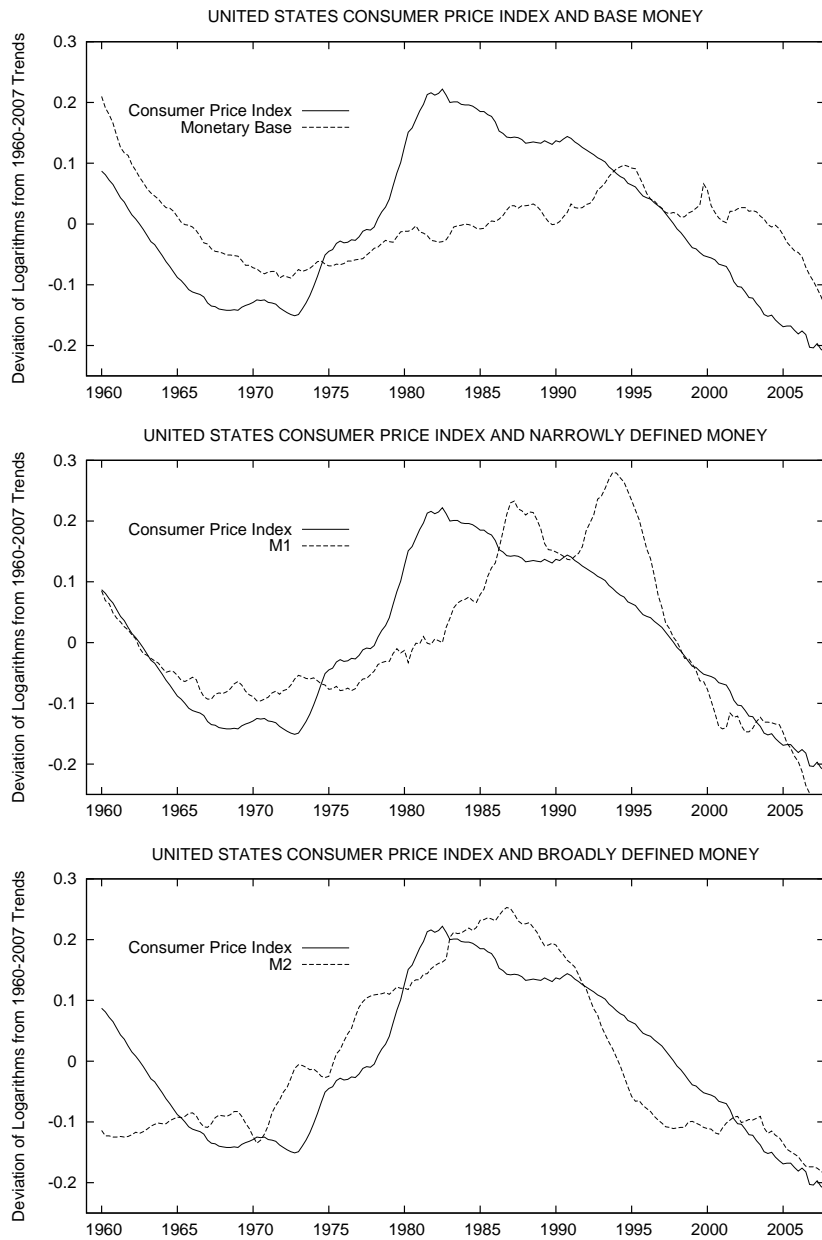 UNITED STATES CONSUMER PRICE INDEX AND BASE MONEY
Deviation of Logarithms from 1960-2007 Trends
0.3
0.2
0.1
0
-0.1
-0.2
Consumer Price Index
Monetary Base
1960 1965 1970 1975 1980 1985 1990 1995 2000 2005
UNITED STATES CONSUMER PRICE INDEX AND NARROWLY DEFINED MONEY
Deviation of Logarithms from 1960-2007 Trends
0.3
0.2
0.1
0
-0.1
-0.2
Consumer Price Index
M1
1960 1965 1970 1975 1980 1985 1990 1995 2000 2005
UNITED STATES CONSUMER PRICE INDEX AND BROADLY DEFINED MONEY
Deviation of Logarithms from 1960-2007 Trends
0.3
0.2
0.1
0
-0.1
-0.2
Consumer Price Index
M2
1960 1965 1970 1975 1980 1985 1990 1995 2000 2005